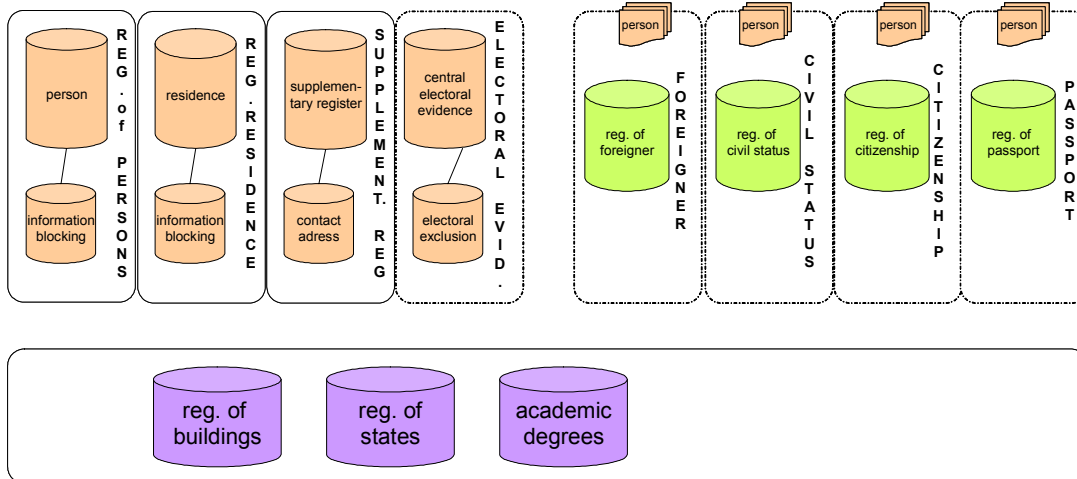 person
information
blocking
REG.of PERSONS
residence
information
blocking
REG.RESIDENCE
supplemen-
tary register
contact
adress
SUPPLEMENT. REG
central
electoral
evidence
electoral
exclusion
ELECTORAL EVID.
person
reg. of
foreigner
FOREIGNER
person
reg. of
civil status
CIVIL STATUS
person
reg. of
citizenship
CITIZENSHIP
person
reg. of
passport
PASSPORT
reg. of
buildings
reg. of
states
academic
degrees